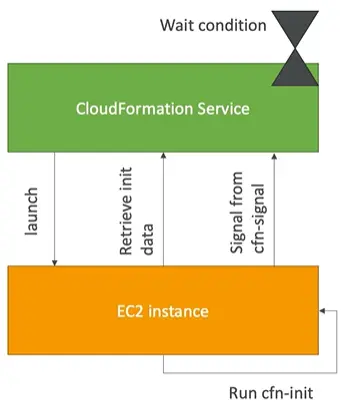 Wait condition
CloudFormation Service
launch
Retrieve init
data
Signal from
cfn-signal
EC2 instance
Run cfn-init